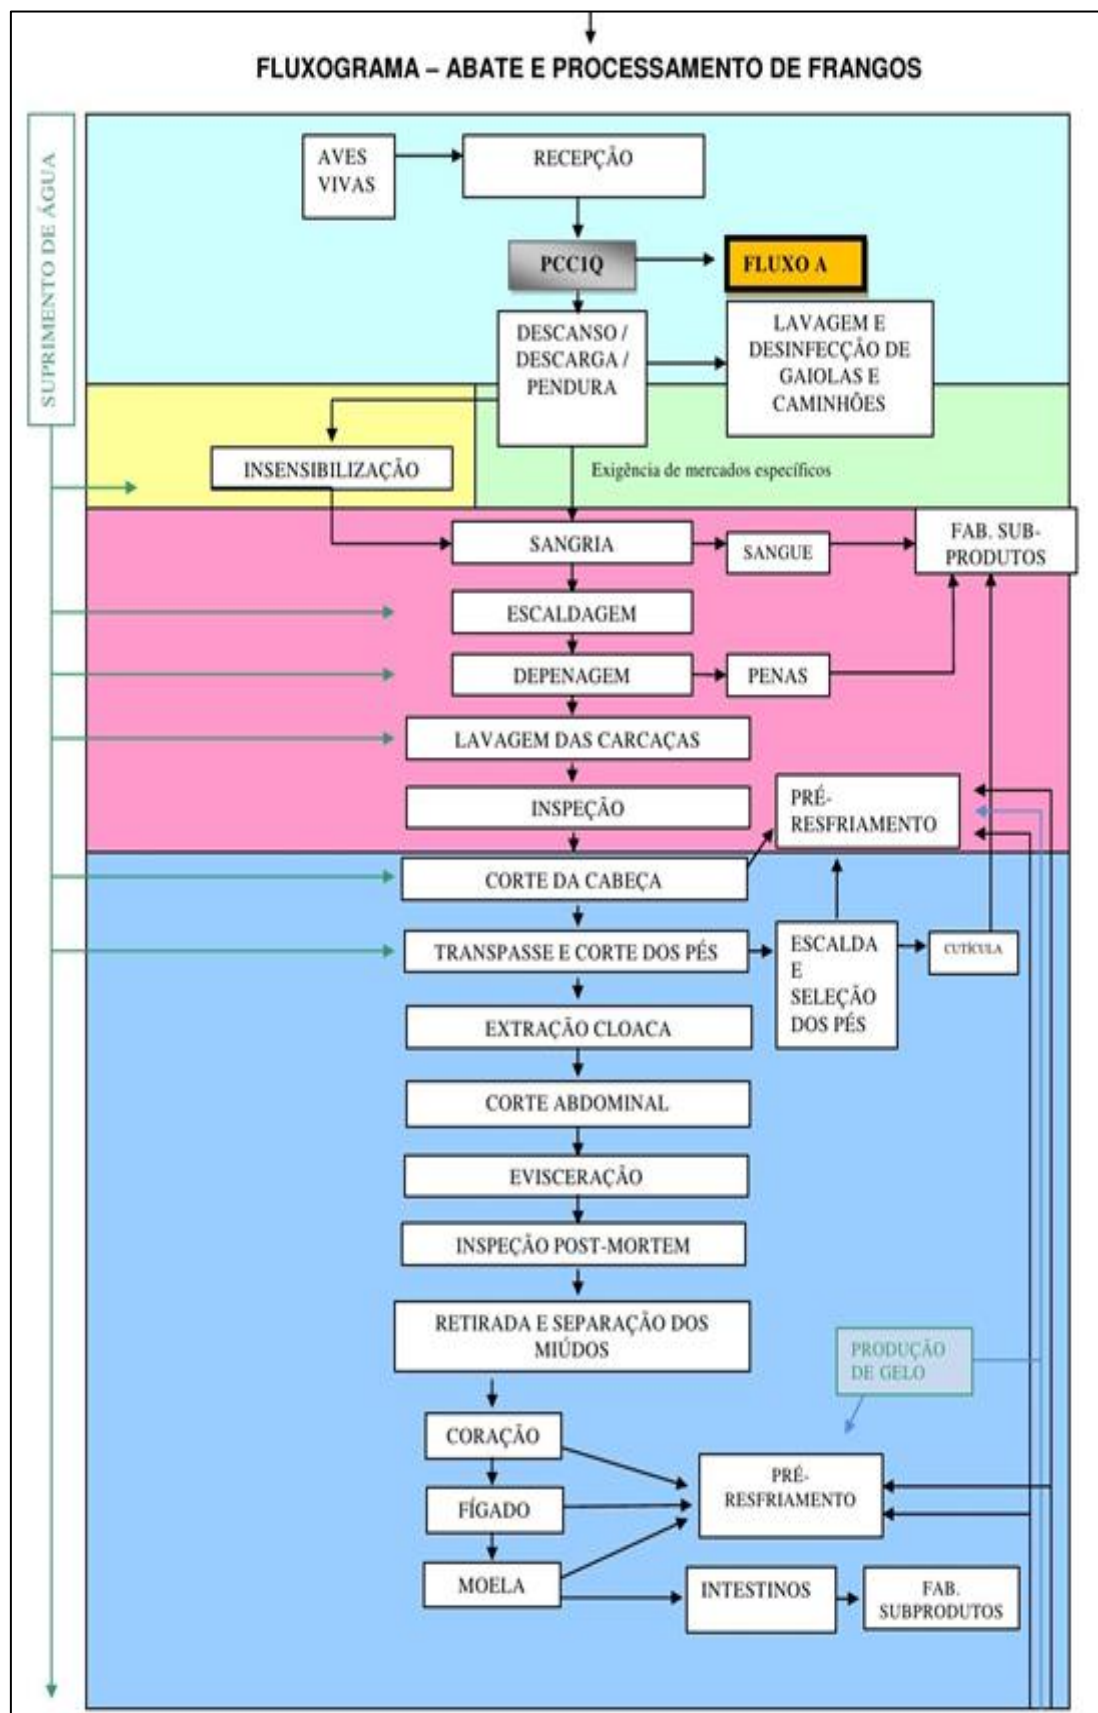 FLUXOGRAMA – ABATE E PROCESSAMENTO DE FRANGOS
SUPRIMENTO DE ÁGUA
AVES
VIVAS
RECEPÇÃO
PCC1Q
FLUXO A
DESCANSO /
DESCARGA /
PENDURA
LAVAGEM E
DESINFECÇÃO DE
GAIOLAS E
CAMINHÕES
INSENSIBILIZAÇÃO
Exigência de mercados específicos
SANGRIA
SANGUE
FAB. SUB-
PRODUTOS
ESCALDAGEM
DEPENAGEM
PENAS
LAVAGEM DAS CARCAÇAS
INSPEÇÃO
PRÉ-
RESFRIAMENTO
CORTE DA CABEÇA
TRANSPASSE E CORTE DOS PÉS
ESCALDA
E
SELEÇÃO
DOS PÉS
CUTÍCULA
EXTRAÇÃO CLOACA
CORTE ABDOMINAL
EVISCERAÇÃO
INSPEÇÃO POST-MORTEM
RETIRADA E SEPARAÇÃO DOS
MIÚDOS
PRODUÇÃO
DE GELO
CORAÇÃO
PRÉ-
RESFRIAMENTO
FÍGADO
MOELA
INTESTINOS
FAB.
SUBPRODUTOS